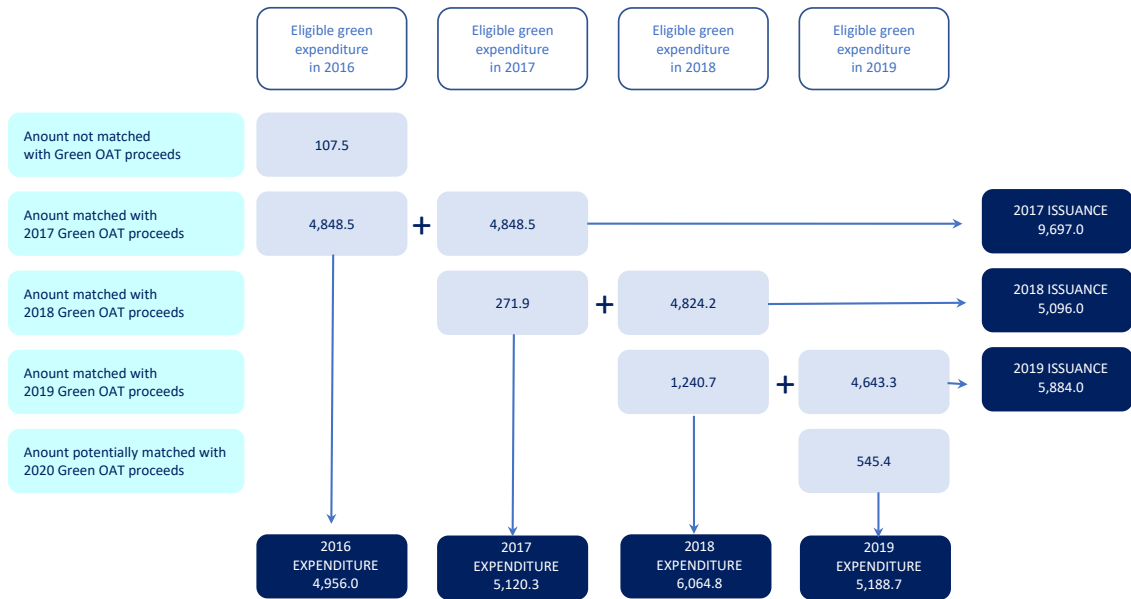 Eligible green
expenditure
in 2016
Eligible green
expenditure
in 2017
Eligible green
expenditure
in 2018
Eligible green
expenditure
in 2019
Anount not matched
with Green OAT proceeds
107.5
Amount matched with
2017 Green OAT proceeds
4,848.5
+
4,848.5
2017 ISSUANCE
9,697.0
Amount matched with
2018 Green OAT proceeds
271.9
+
4,824.2
2018 ISSUANCE
5,096.0
Amount matched with
2019 Green OAT proceeds
1,240.7
+
4,643.3
2019 ISSUANCE
5,884.0
Amount potentially matched with
2020 Green OAT proceeds
545.4
2016
EXPENDITURE
4,956.0
2017
EXPENDITURE
5,120.3
2018
EXPENDITURE
6,064.8
2019
EXPENDITURE
5,188.7